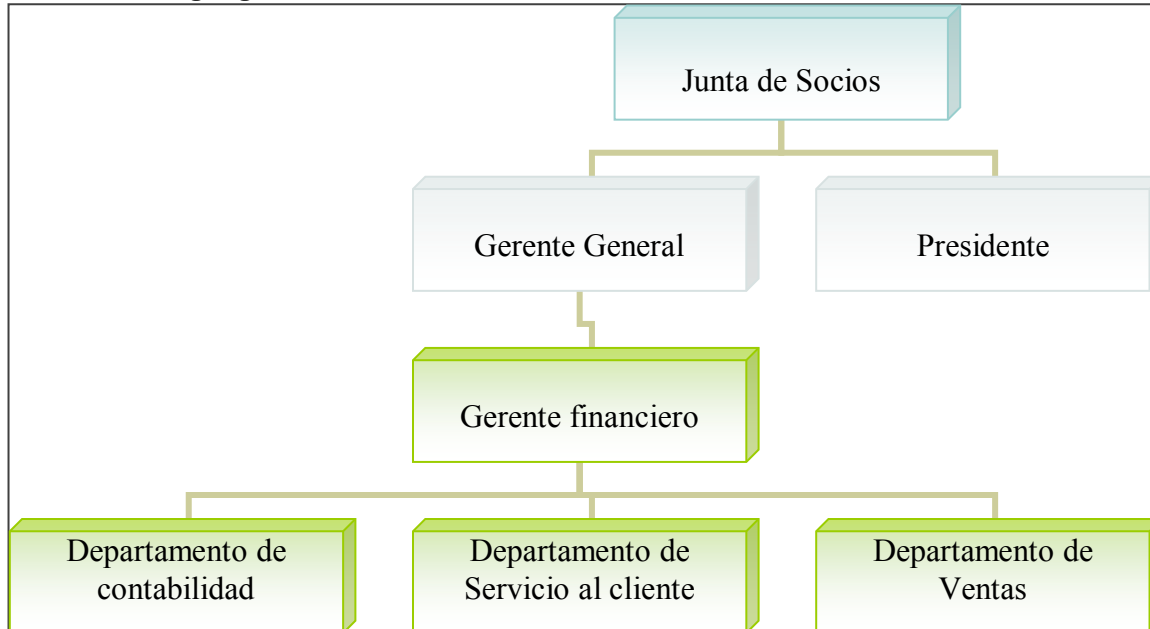 Junta de Socios
Gerente General
Presidente
Gerente financiero
Departamento de
contabilidad
Departamento de
Servicio al cliente
Departamento de
Ventas